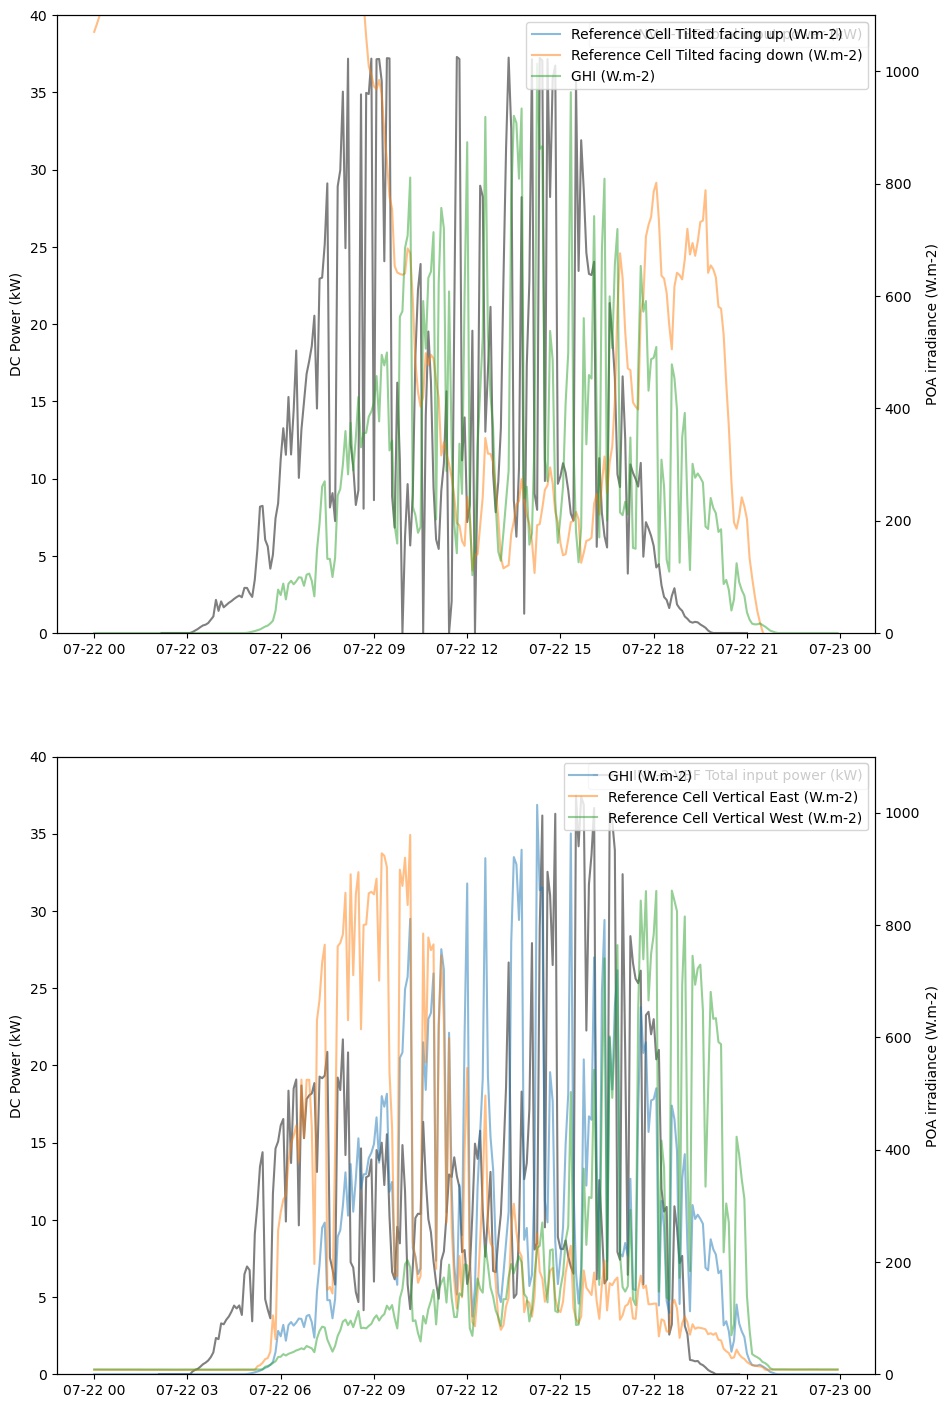 40
35
30
25
20
15
10
5
0
DC Power (kW)
Reference Cell Tilted facing up (W.m-2)
Reference Cell Tilted facing down (W.m-2)
GHI (W.m-2)
1000
800
600
400
200
0
POA irradiance (W.m-2)
07-22 00 07-22 03 07-22 06 07-22 09 07-22 12 07-22 15 07-22 18 07-22 21 07-23 00
40
35
30
25
20
15
10
5
0
DC Power (kW)
GHI (W.m-2)
Total input power (kW)
Reference Cell Vertical East (W.m-2)
Reference Cell Vertical West (W.m-2)
1000
800
600
400
200
0
POA irradiance (W.m-2)
07-22 00 07-22 03 07-22 06 07-22 09 07-22 12 07-22 15 07-22 18 07-22 21 07-23 00